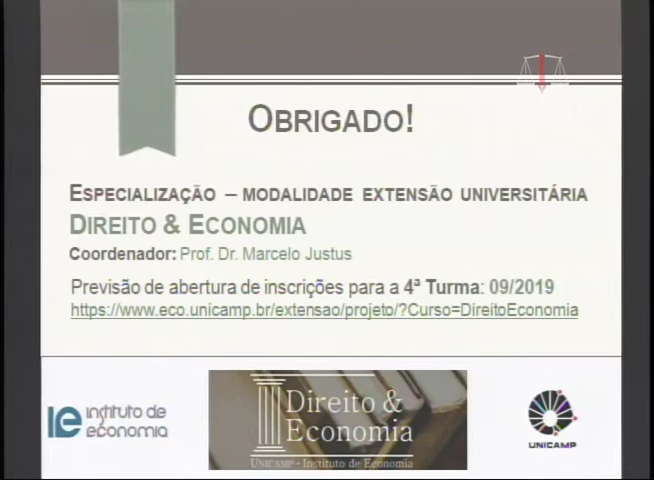 OBRIGADO!
ESPECIALIZAÇÃO – MODALIDADE EXTENSÃO UNIVERSITÁRIA
DIREITO & ECONOMIA
Coordenador: Prof. Dr. Marcelo Justus
Previsão de abertura de inscrições para a 4ª Turma: 09/2019
https://www.eco.unicamp.br/extensao/projeto/?Curso=DireitoEconomia
ie instituto de
economia
Direito &
Economia
UNICAMP - Instituto de Economia
UNICAMP